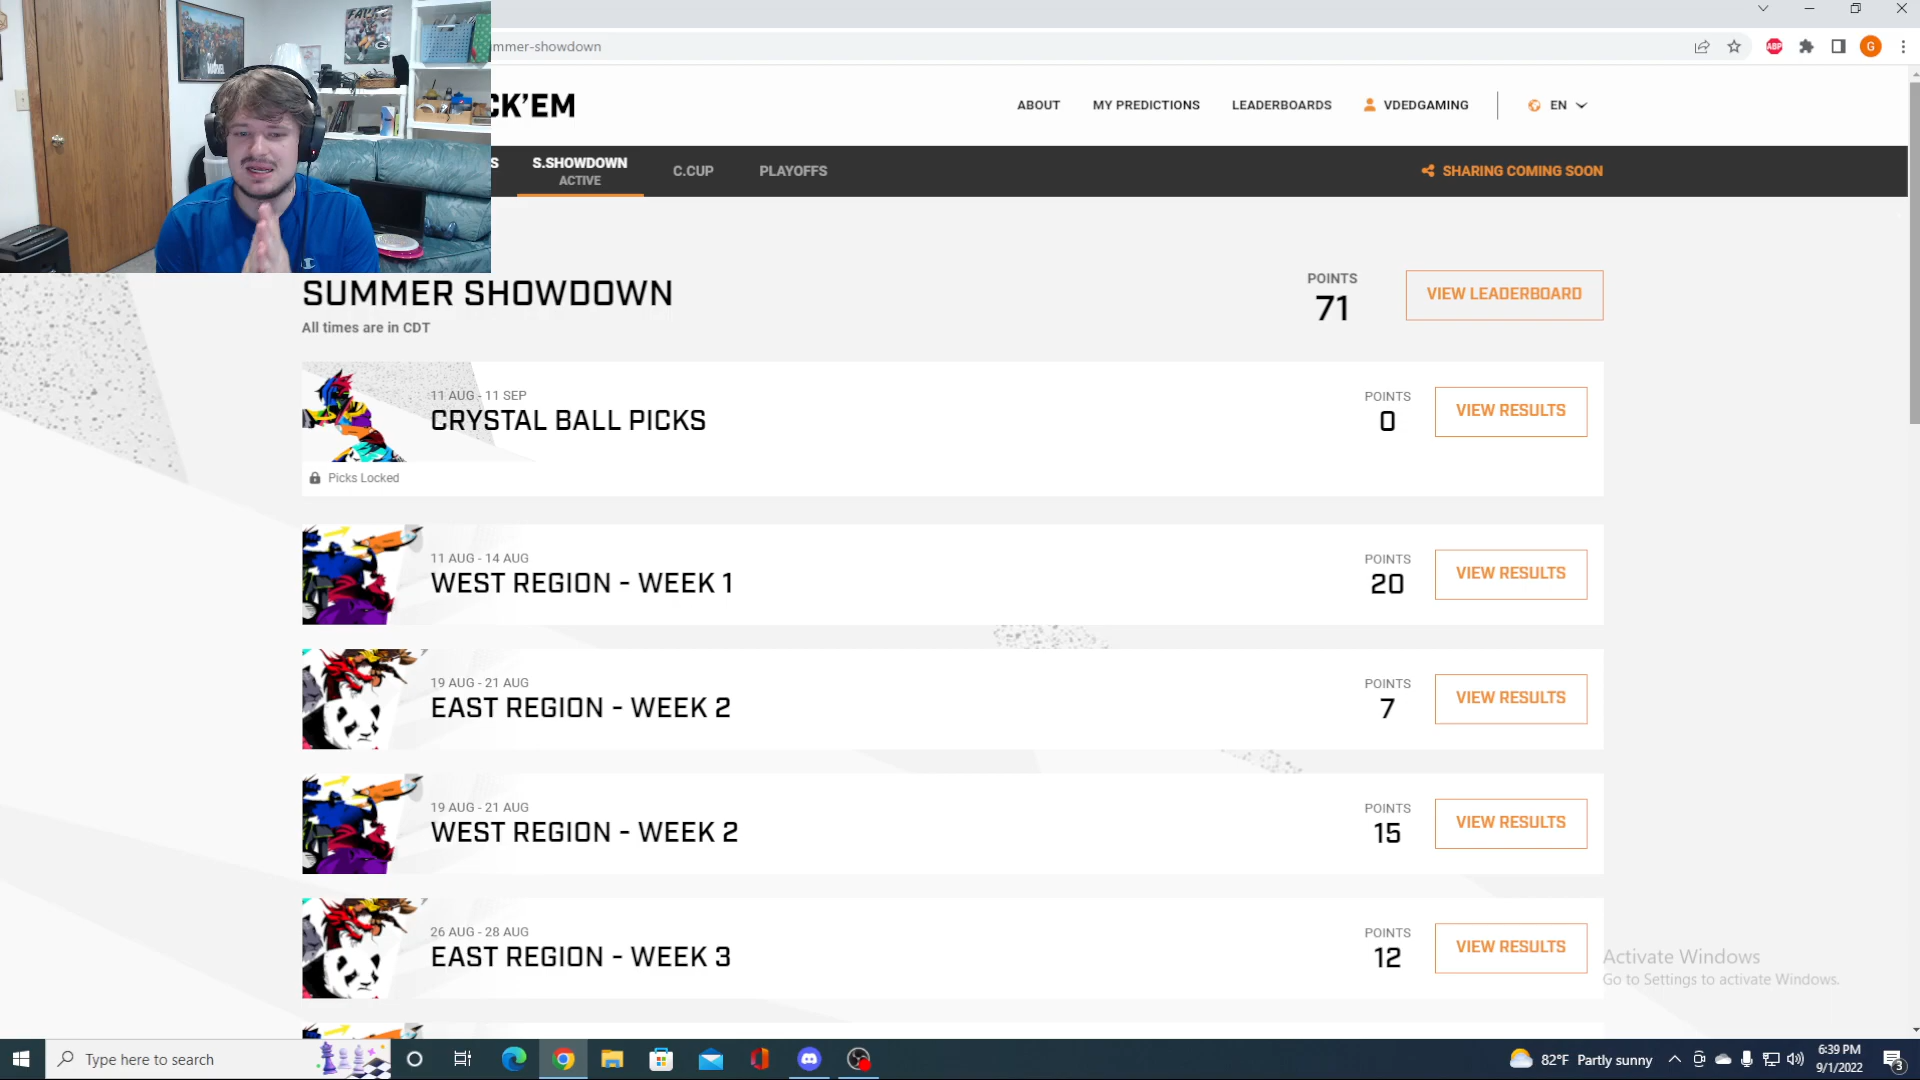 FAVRE
MARVEL
mmer-showdown
ABP
G
CK'EM
ABOUT
MY PREDICTIONS
LEADERBOARDS
VDEDGAMING
EN
S
S.SHOWDOWN
ACTIVE
C.CUP
PLAYOFFS
SHARING COMING SOON
SUMMER SHOWDOWN
All times are in CDT
POINTS
71
VIEW LEADERBOARD
11 AUG - 11 SEP
CRYSTAL BALL PICKS
POINTS
0
VIEW RESULTS
Picks Locked
11 AUG - 14 AUG
WEST REGION - WEEK 1
POINTS
20
VIEW RESULTS
19 AUG - 21 AUG
EAST REGION - WEEK 2
POINTS
7
VIEW RESULTS
19 AUG - 21 AUG
WEST REGION - WEEK 2
POINTS
15
VIEW RESULTS
26 AUG - 28 AUG
EAST REGION - WEEK 3
POINTS
12
VIEW RESULTS
Activate Windows
Go to Settings to activate Windows.
Type here to search
82°F Partly sunny
6:39 PM
9/1/2022
3